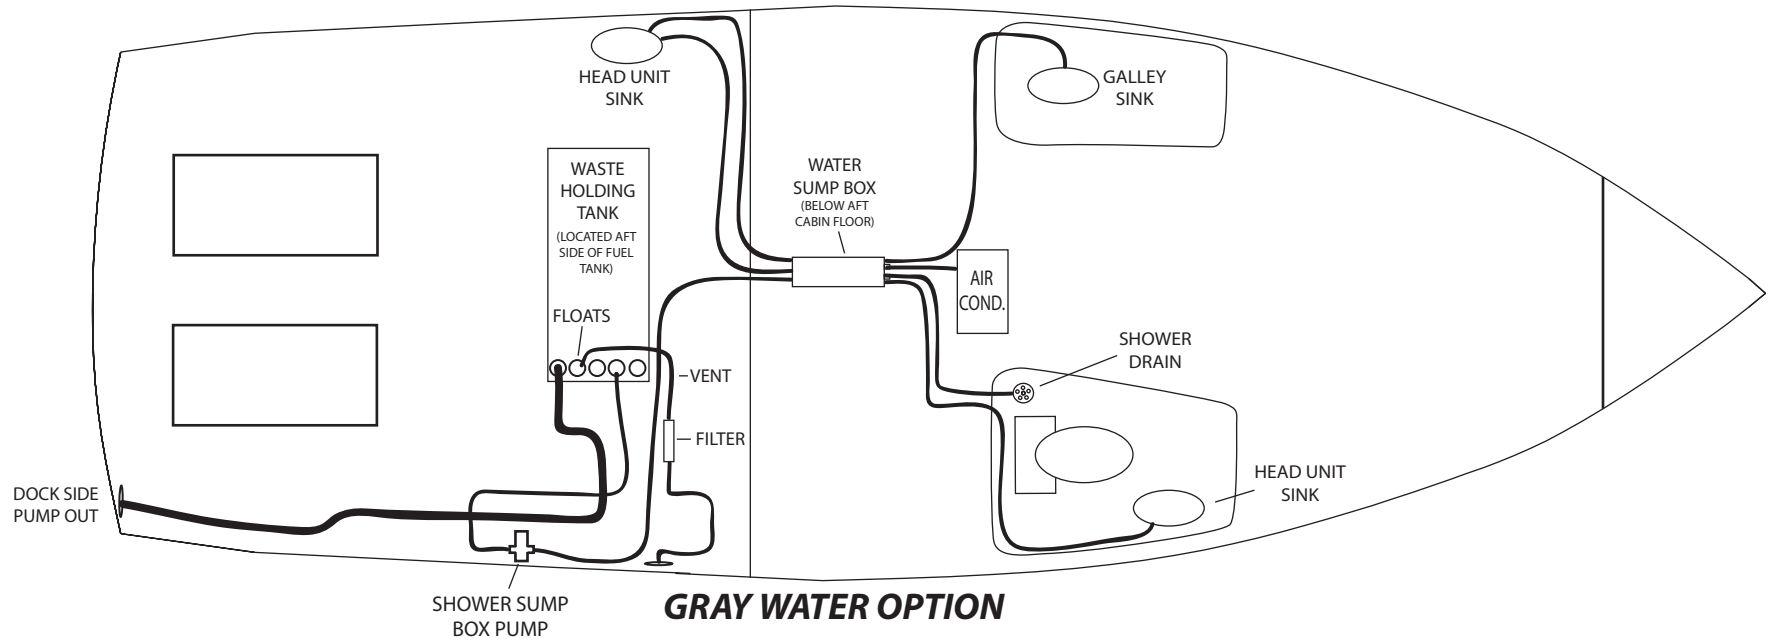 HEAD UNIT
SINK
GALLEY
SINK
WASTE
HOLDING
TANK
(LOCATED AFT
SIDE OF FUEL
TANK)
FLOATS
WATER
SUMP BOX
(BELOW AFT
CABIN FLOOR)
AIR
COND.
SHOWER
DRAIN
VENT
FILTER
HEAD UNIT
SINK
DOCK SIDE
PUMP OUT
SHOWER SUMP
BOX PUMP
GRAY WATER OPTION